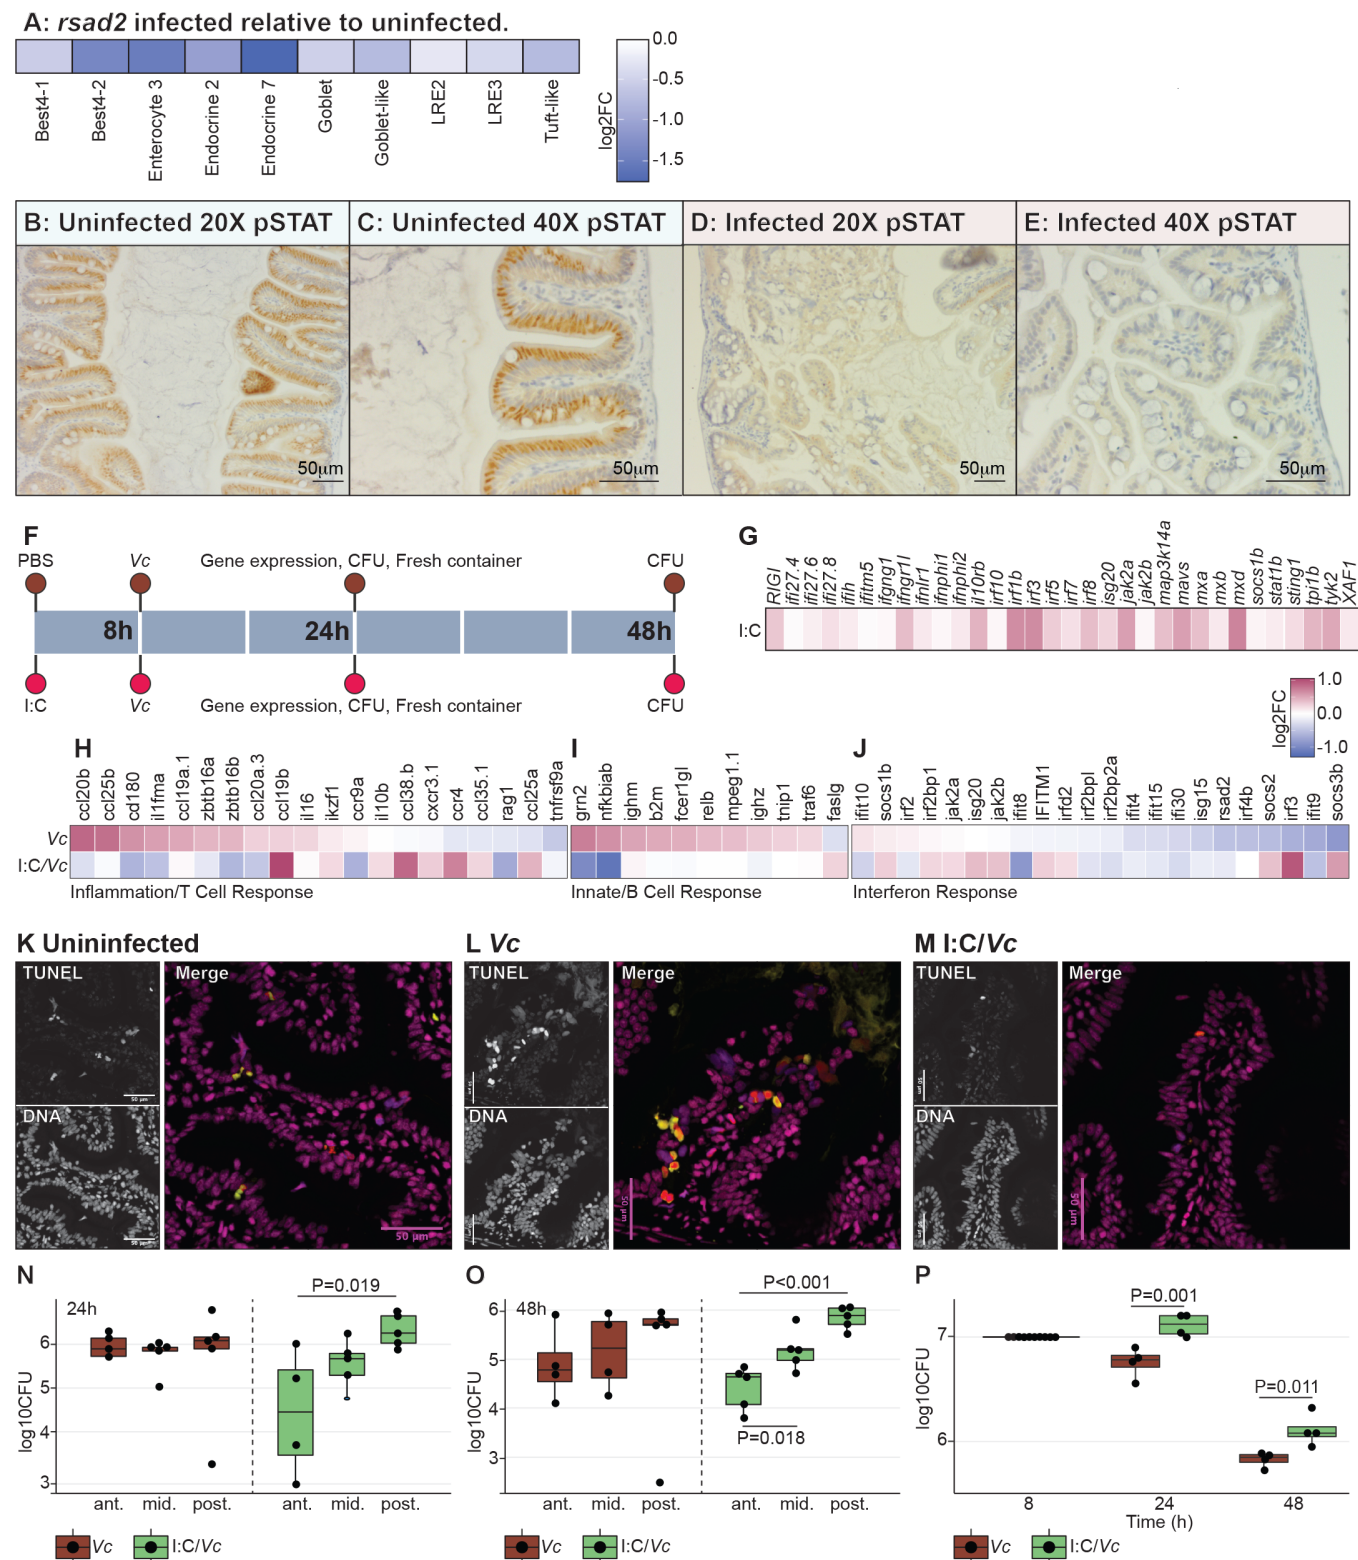 A: rsad2 infected relative to uninfected.
0.0
-0.5
-1.0
-1.5
log2FC
Best4-1
Best4-2
Enterocyte 3
Endocrine 2
Endocrine 7
Goblet
Goblet-like
LRE2
LRE3
Tuft-like
B: Uninfected 20X pSTAT
C: Uninfected 40X pSTAT
D: Infected 20X pSTAT
E: Infected 40X pSTAT
50μm
50μm
50μm
50μm
F
PBS
Vc
Gene expression, CFU, Fresh container
CFU
8h
24h
48h
I:C
Vc
Gene expression, CFU, Fresh container
CFU
G
RIGI
ifi27.4
ifi27.6
ifi27.8
ifih
ifitm5
ifgng1
ifngr1l
ifnlr1
ifnphi1
ifnphi2
il10rb
irf10
irf1b
irf3
irf5
irf7
irf8
isg20
jak2a
jak2b
map3k14a
mavs
mxa
mxb
mxd
socs1b
stat1b
sting1
tpi1b
tyk2
XAF1
I:C
1.0
0.0
-1.0
log2FC
H
ccl20b
ccl25b
cd180
il1fma
ccl19a.1
zbtb16a
zbtb16b
ccl20a.3
ccl19b
il16
ikzf1
ccr9a
il10b
ccl38.b
cxcr3.1
ccr4
ccl35.1
rag1
ccl25a
tnfrsf9a
I
grn2
nfkbiab
ighm
b2m
fcer1gl
relb
mpeg1.1
ighz
tnip1
traf6
faslg
J
ifit10
socs1b
irf2
irf2bp1
jak2a
isg20
jak2b
ifit8
IFITM1
irfd2
irf2bpl
irf2bp2a
ifit4
ifit15
ifi30
isg15
rsad2
irf4b
socs2
irf3
ifit9
socs3b
Vc
I:C/Vc
Inflammation/T Cell Response
Innate/B Cell Response
Interferon Response
K Unininfected
L Vc
M I:C/Vc
TUNEL
Merge
TUNEL
Merge
TUNEL
Merge
DNA
DNA
DNA
50 μm
50 μm
50 μm
50 μm
N
24h
P=0.019
6
5
4
3
log10CFU
ant.
mid.
post.
ant.
mid.
post.
Vc
I:C/Vc
O
48h
P<0.001
P=0.018
6
5
4
3
log10CFU
ant.
mid.
post.
ant.
mid.
post.
Vc
I:C/Vc
P
P=0.001
P=0.011
7
6
log10CFU
8
24
48
Time (h)
Vc
I:C/Vc